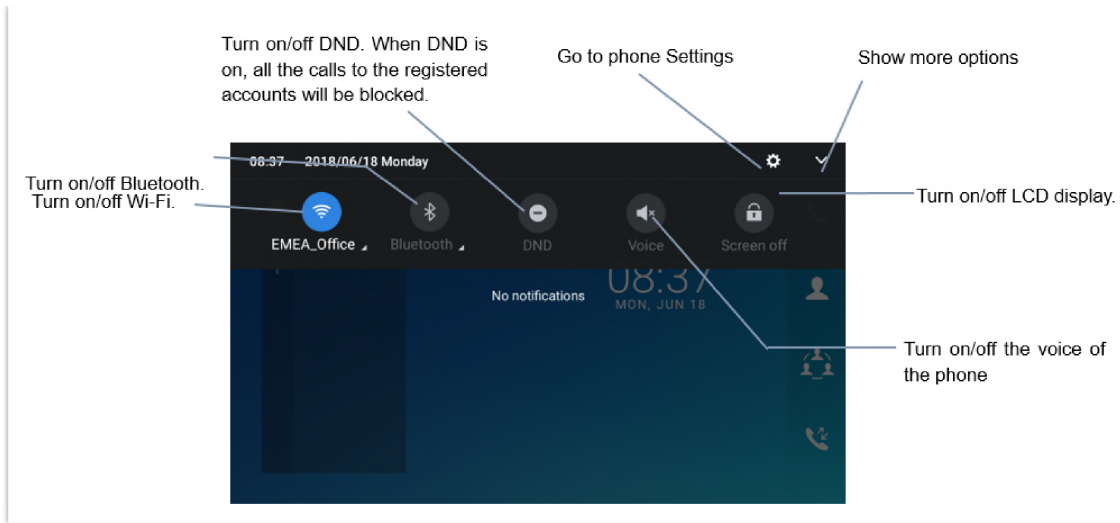 Turn on/off DND. When DND is
on, all the calls to the registered
accounts will be blocked.
Go to phone Settings
Show more options
08:37 2018/06/18 Monday
Turn on/off Bluetooth.
Turn on/off Wi-Fi.
Turn on/off LCD display.
EMEA_Office
Bluetooth
DND
Voice
Screen off
08:37
No notifications
MON, JUN 18
Turn on/off the voice of
the phone